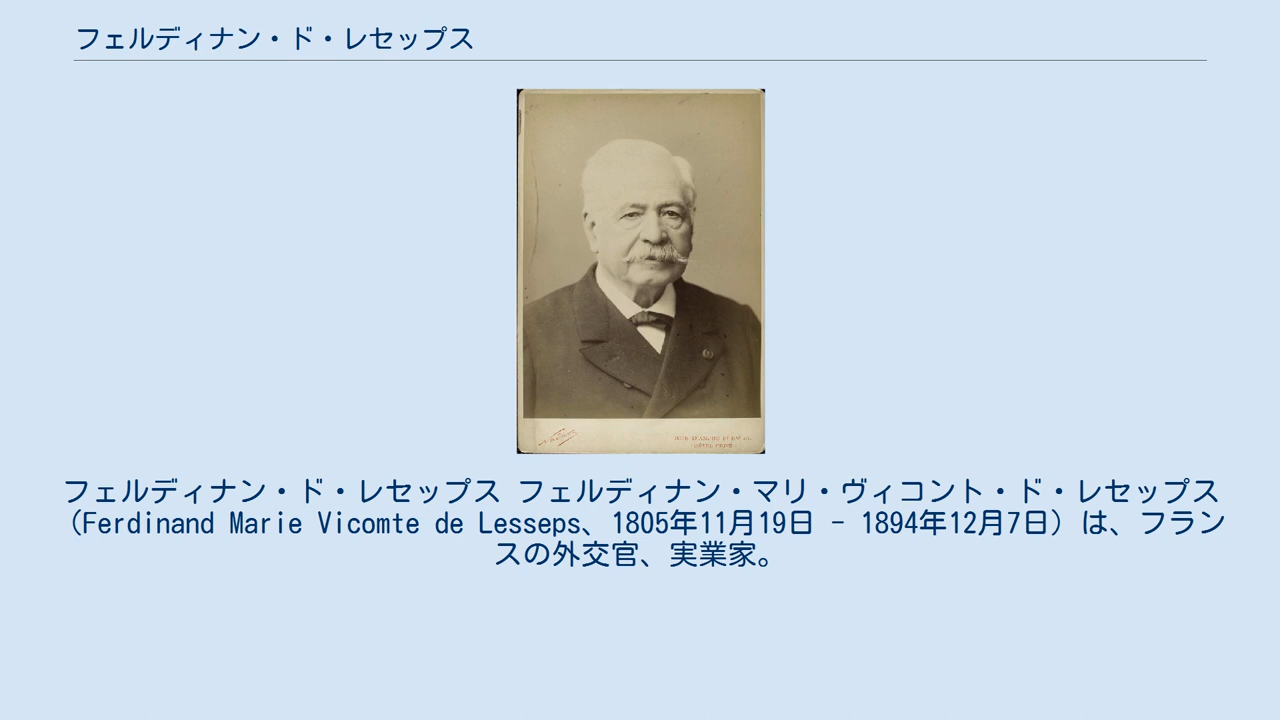 フェルディナン・ド・レセップス
フェルディナン・ド・レセップス フェルディナン・マリ・ヴィコント・ド・レセップス
（Ferdinand Marie Vicomte de Lesseps、1805年11月19日 - 1894年12月7日）は、フラン
スの外交官、実業家。